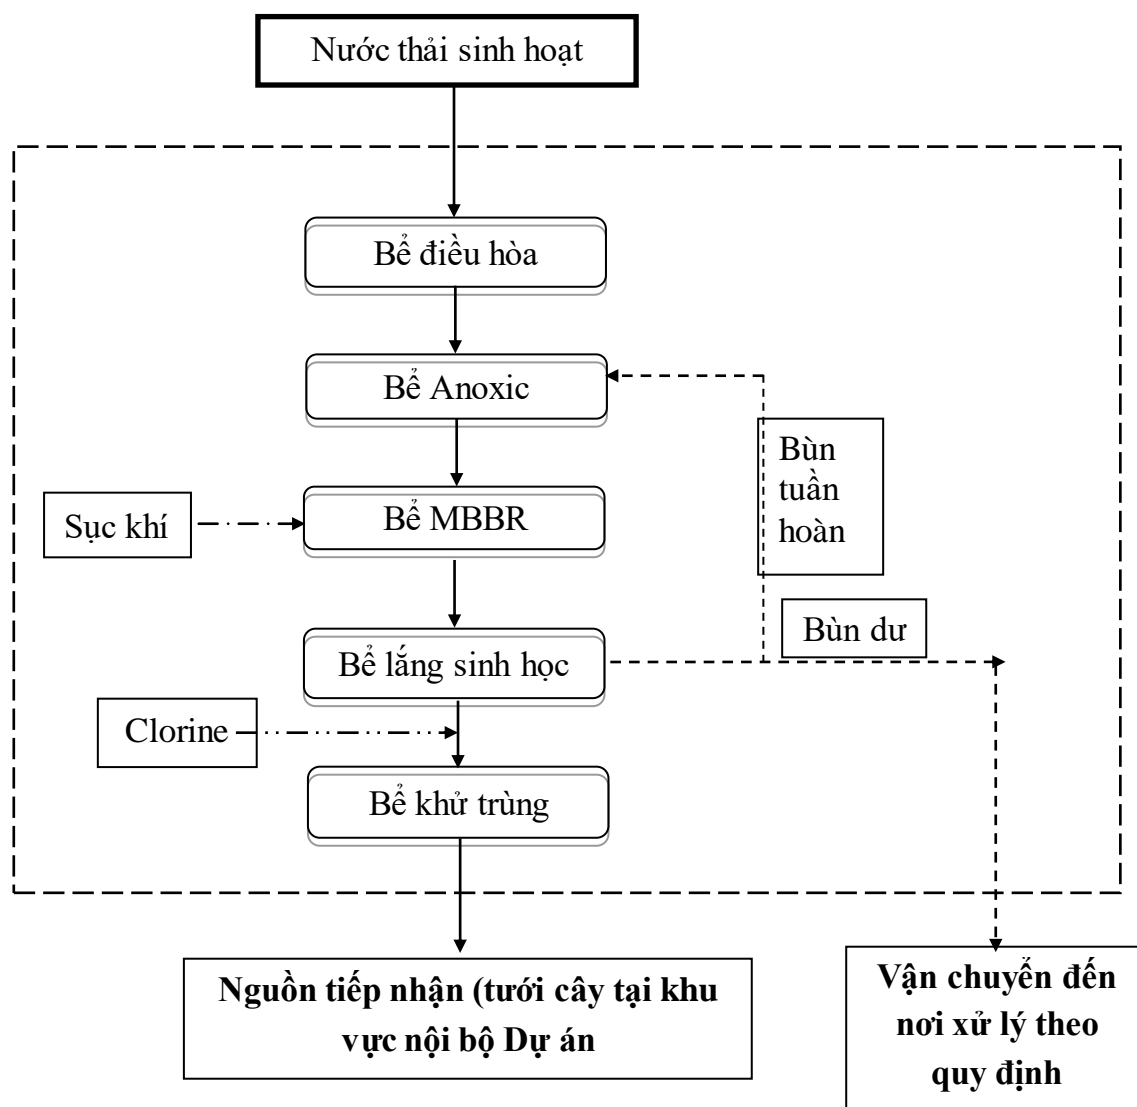 Nước thải sinh hoạt
Bể điều hòa
Bể Anoxic
Bùn
tuần
hoàn
Bể MBBR
Sục khí
Bùn dư
Bể lắng sinh học
Clorine
Bể khử trùng
Nguồn tiếp nhận (tưới cây tại khu
vực nội bộ Dự án
Vận chuyển đến
nơi xử lý theo
quy định